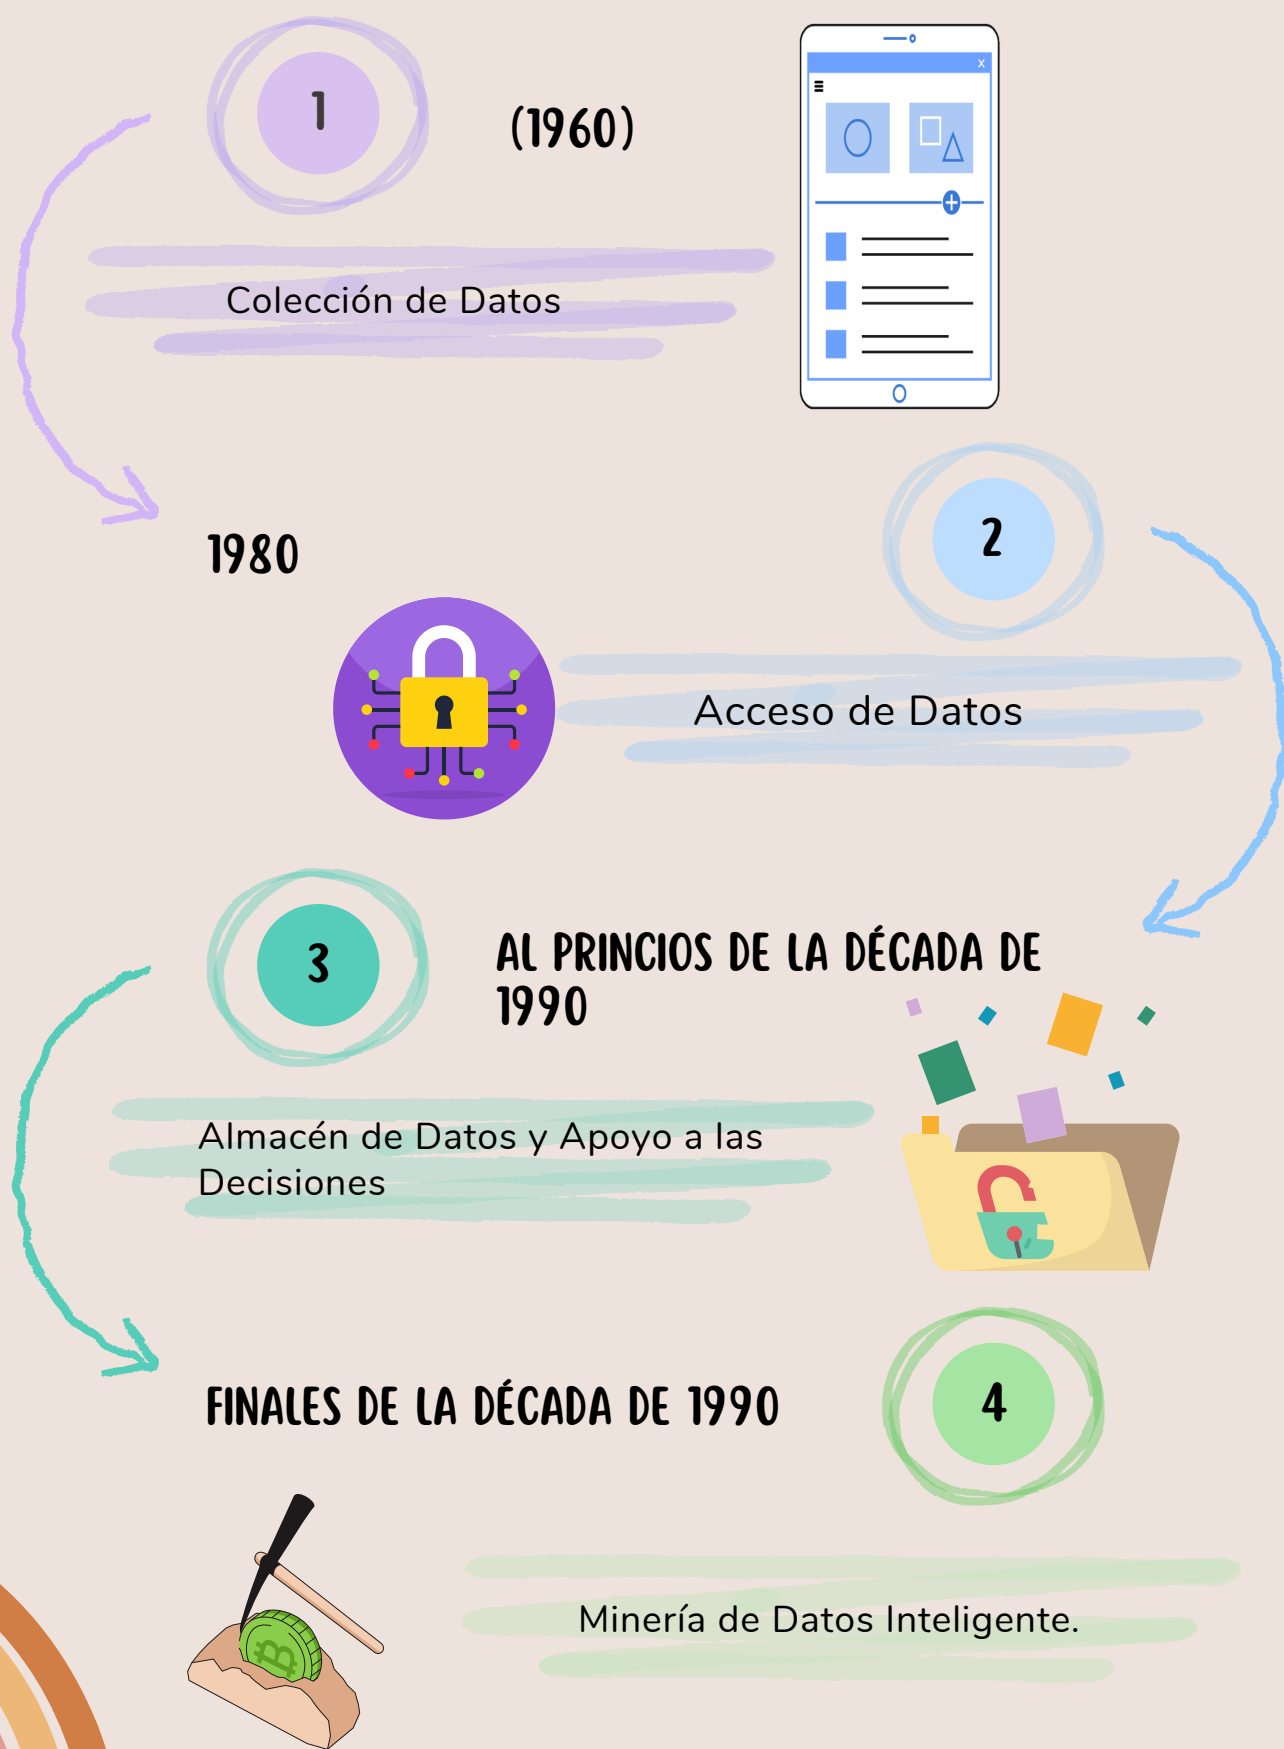 1
(1960)
Colección de Datos
2
1980
Acceso de Datos
3
AL PRINCIOS DE LA DÉCADA DE
1990
Almacén de Datos y Apoyo a las
Decisiones
4
FINALES DE LA DÉCADA DE 1990
Minería de Datos Inteligente.